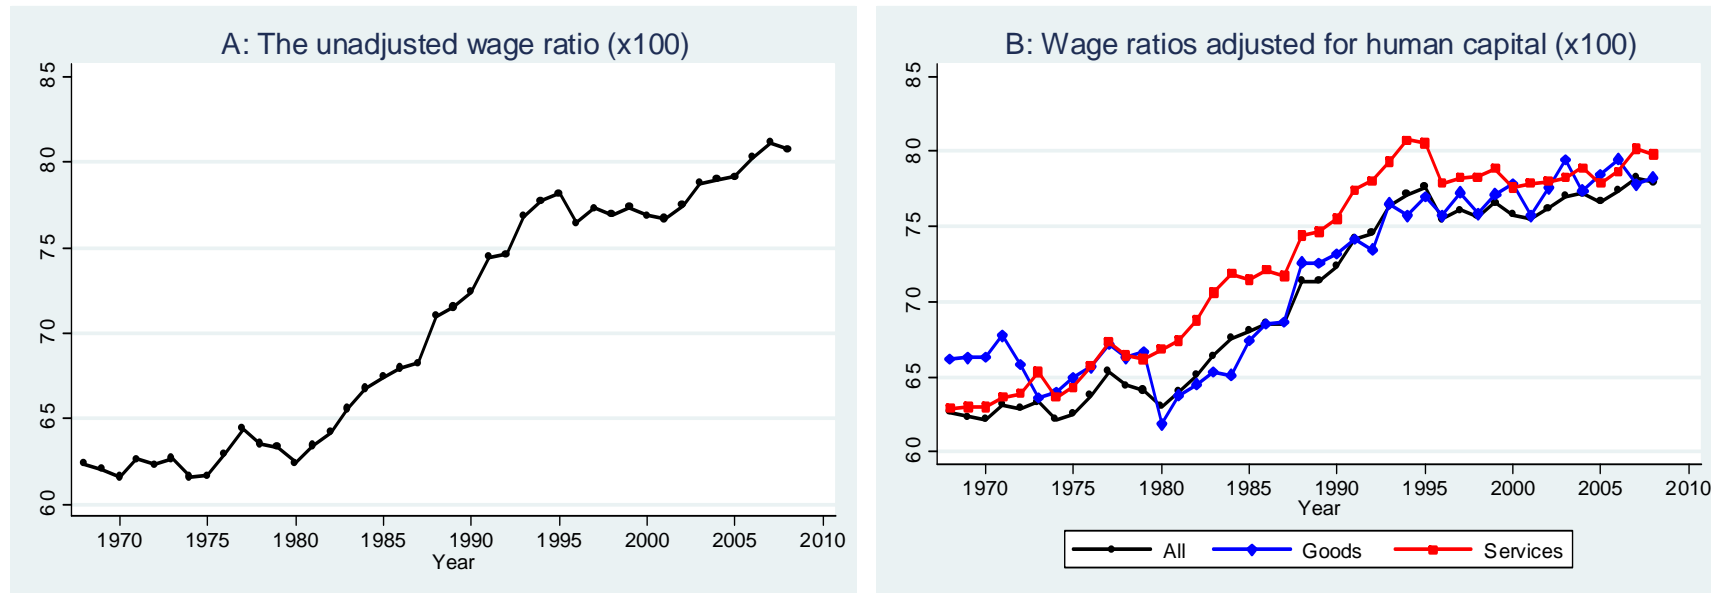 A: The unadjusted wage ratio (x100)
85
80
75
70
65
60
1970 1975 1980 1985 1990 1995 2000 2005 2010
Year
B: Wage ratios adjusted for human capital (x100)
85
80
75
70
65
60
1970 1975 1980 1985 1990 1995 2000 2005 2010
Year
All Goods Services